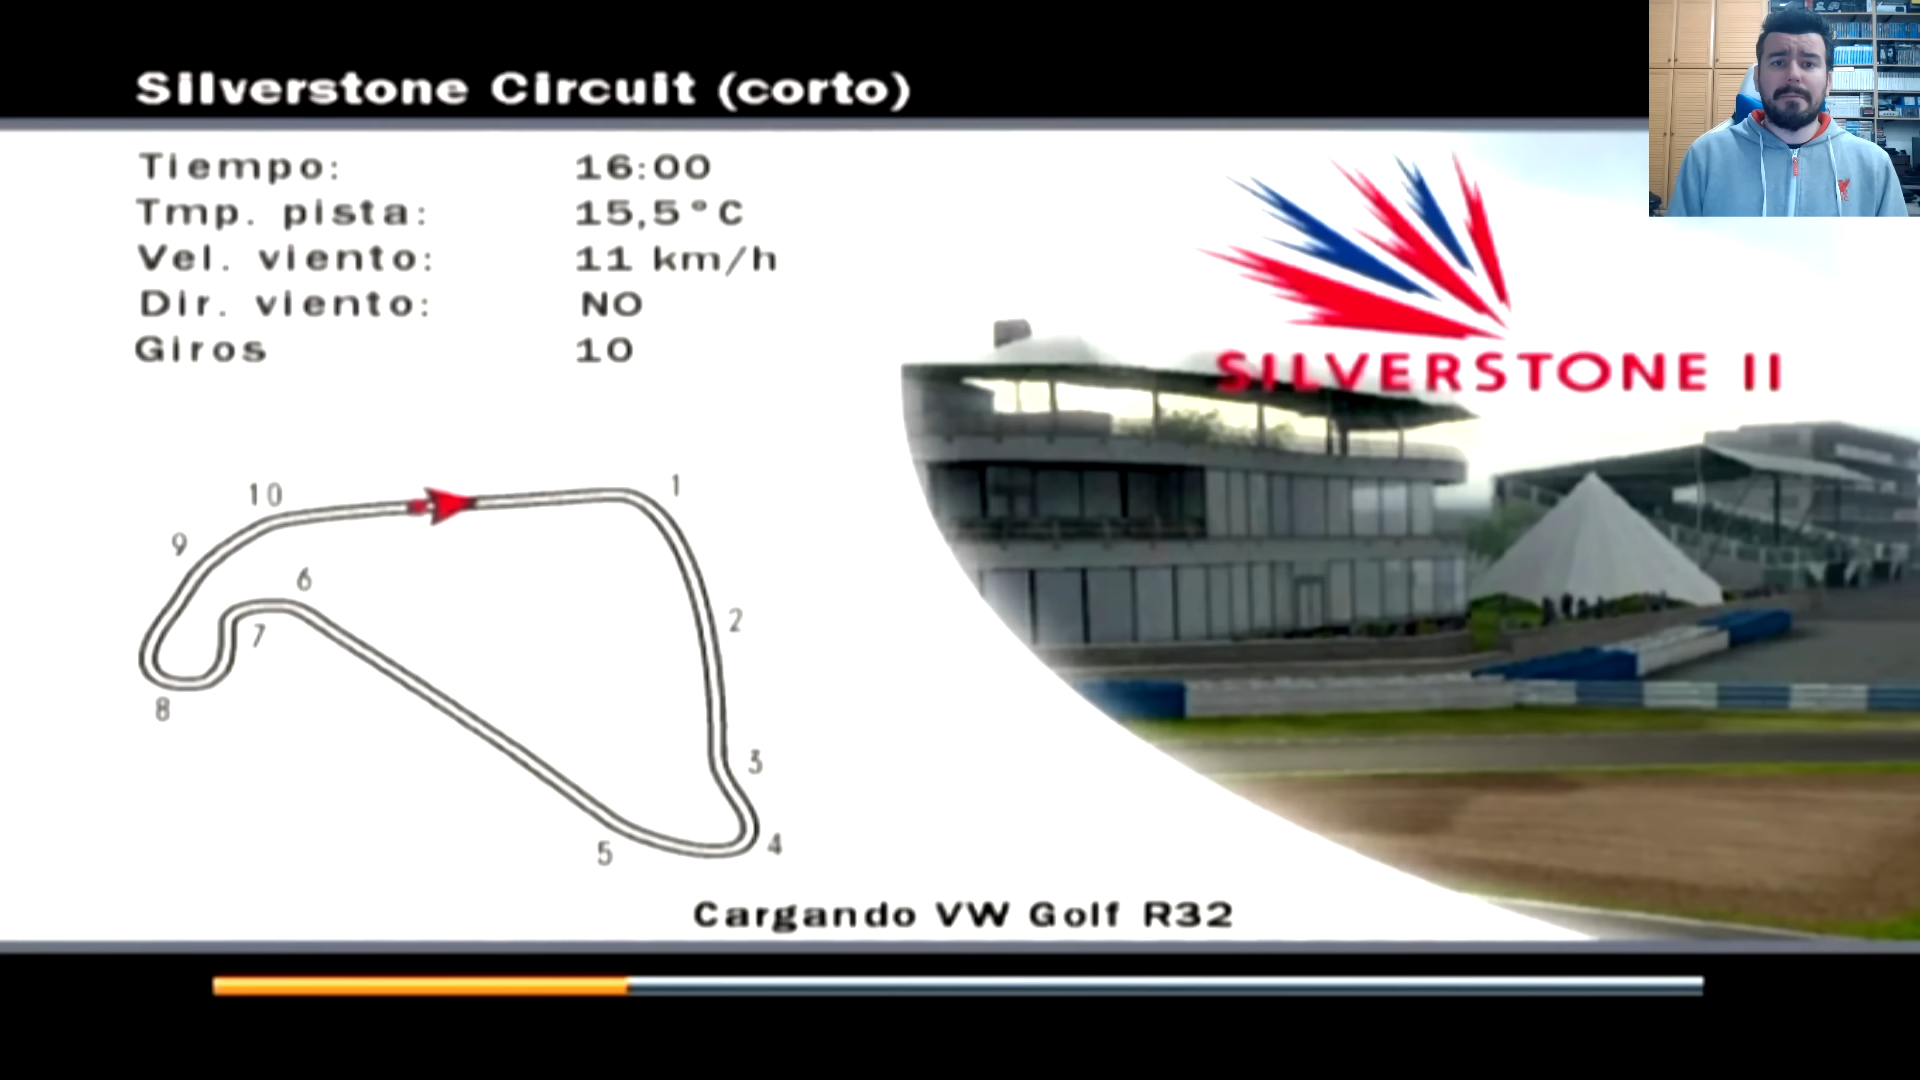 Silverstone Circuit (corto)
Tiempo: 16:00
Tmp. pista: 15,5°C
Vel. viento: 11 km/h
Dir. viento: NO
Giros 10
SILVERSTONE II
10
1
9
6
2
7
8
3
4
5
Cargando VW Golf R32